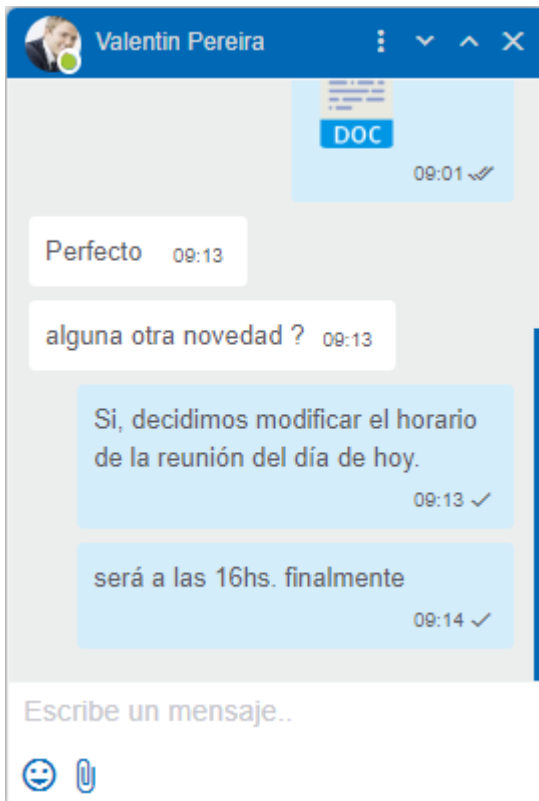 Valentin Pereira
DOC
09:01
Perfecto 09:13
alguna otra novedad ? 09:13
Si, decidimos modificar el horario
de la reunión del día de hoy.
09:13
será a las 16hs. finalmente
09:14
Escribe un mensaje..